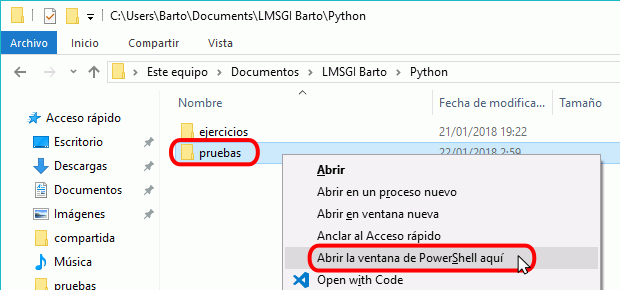 C:\Users\Barto\Documents\LMSGI Barto\Python
Archivo Inicio Compartir Vista
Este equipo Documentos LMSGI Barto Python
Nombre Fecha de modifica... Tamaño
Acceso rápido
Escritorio
Descargas
Documentos
Imágenes
compartida
Música
pruebas
ejercicios 21/01/2018 19:22
pruebas 22/01/2018 2:59
Abrir
Abrir en un proceso nuevo
Abrir en ventana nueva
Anclar al Acceso rápido
Abrir la ventana de PowerShell aquí
Open with Code